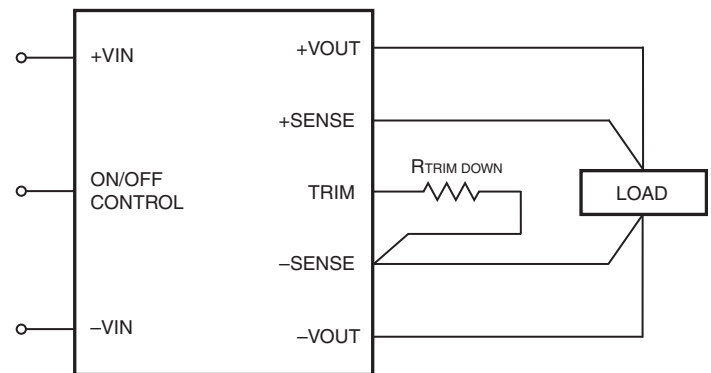 +VIN
+VOUT
+SENSE
ON/OFF
CONTROL
TRIM
RTRIM DOWN
LOAD
–SENSE
–VIN
–VOUT